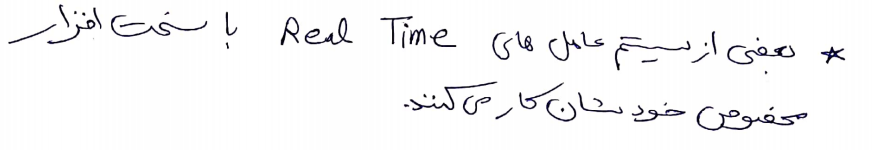 * بعضی از سیستم عامل های Real Time با سخت افزار
مخصوص خودشان کار می کنند.